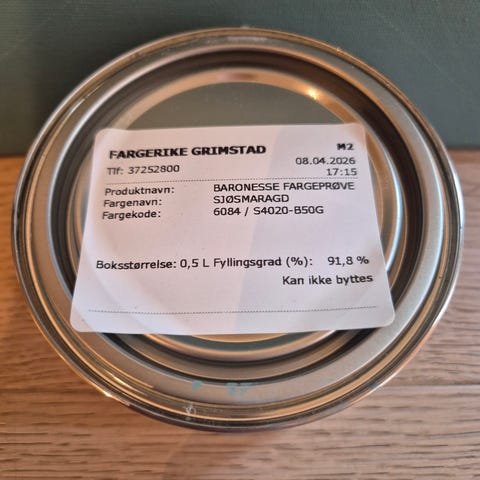 FARGERIKE GRIMSTAD M2
Tlf: 37252800 08.04.2026
17:15
Produktnavn: BARONESSE FARGEPRØVE
Fargenavn: SJØSMARAGD
Fargekode: 6084 / S4020-B50G
Boksstørrelse: 0,5 L Fyllingsgrad (%): 91,8 %
Kan ikke byttes